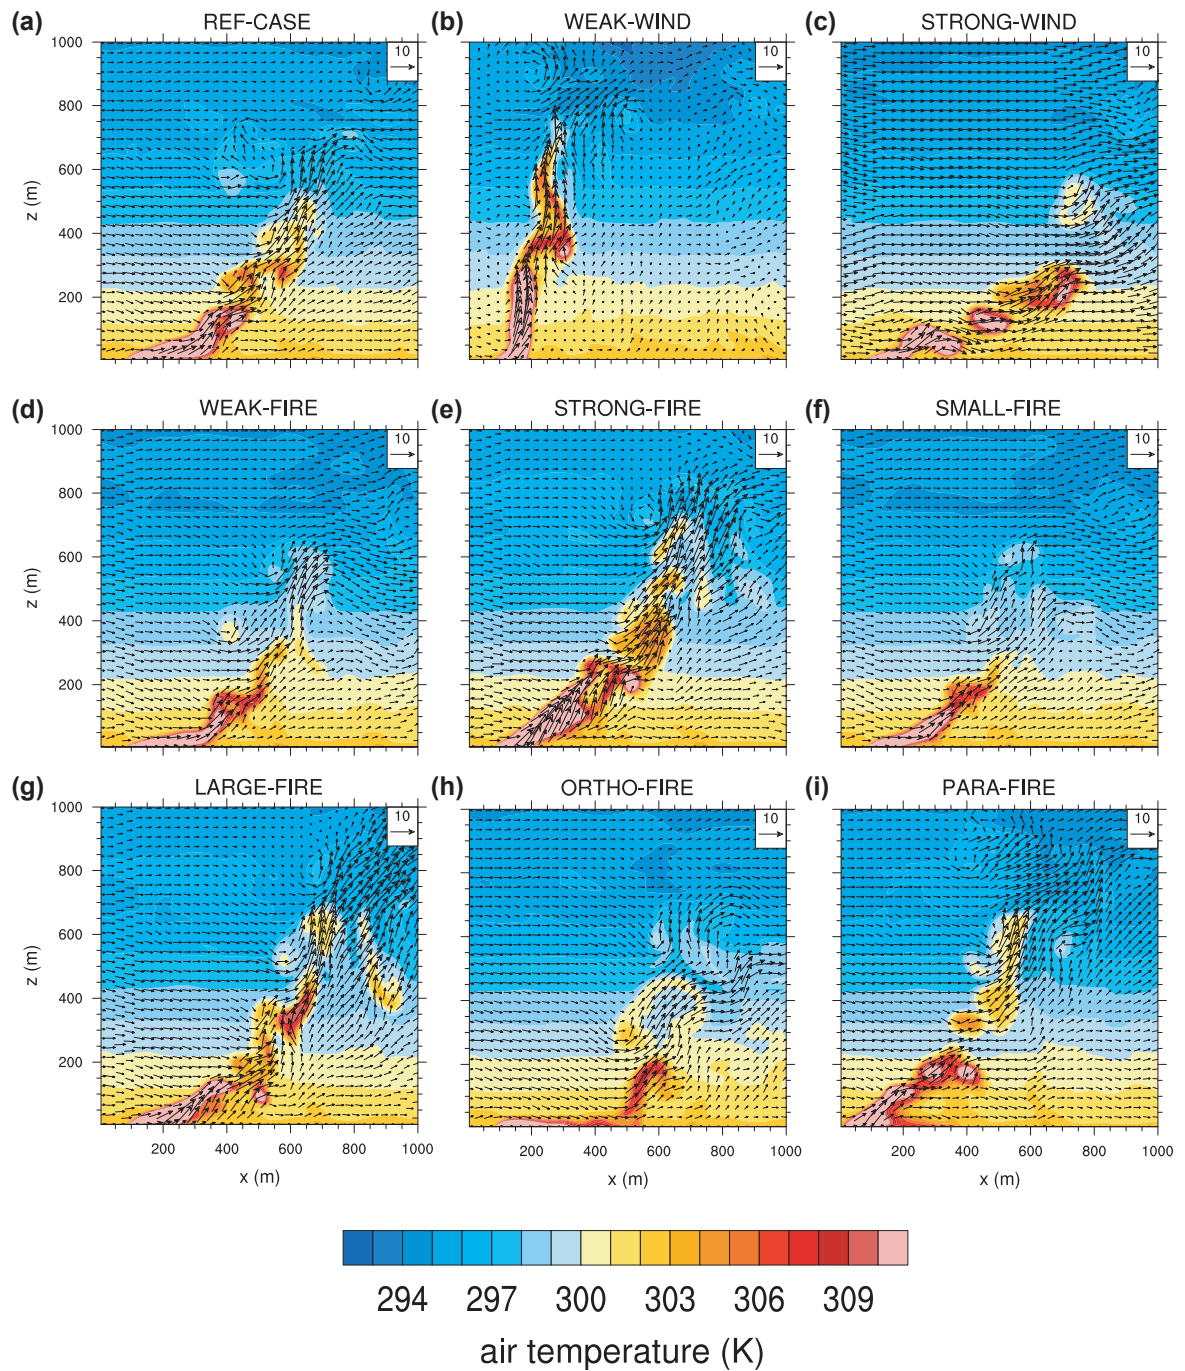 (a) REF-CASE (b) WEAK-WIND (c) STRONG-WIND
1000 10 10 10
800
600
z (m)
400
200
(d) WEAK-FIRE (e) STRONG-FIRE (f) SMALL-FIRE
1000 10 10 10
800
600
z (m)
400
200
(g) LARGE-FIRE (h) ORTHO-FIRE (i) PARA-FIRE
1000 10 10 10
800
600
z (m)
400
200
200 400 600 800 1000 200 400 600 800 1000 200 400 600 800 1000
x (m) x (m) x (m)
294 297 300 303 306 309
air temperature (K)